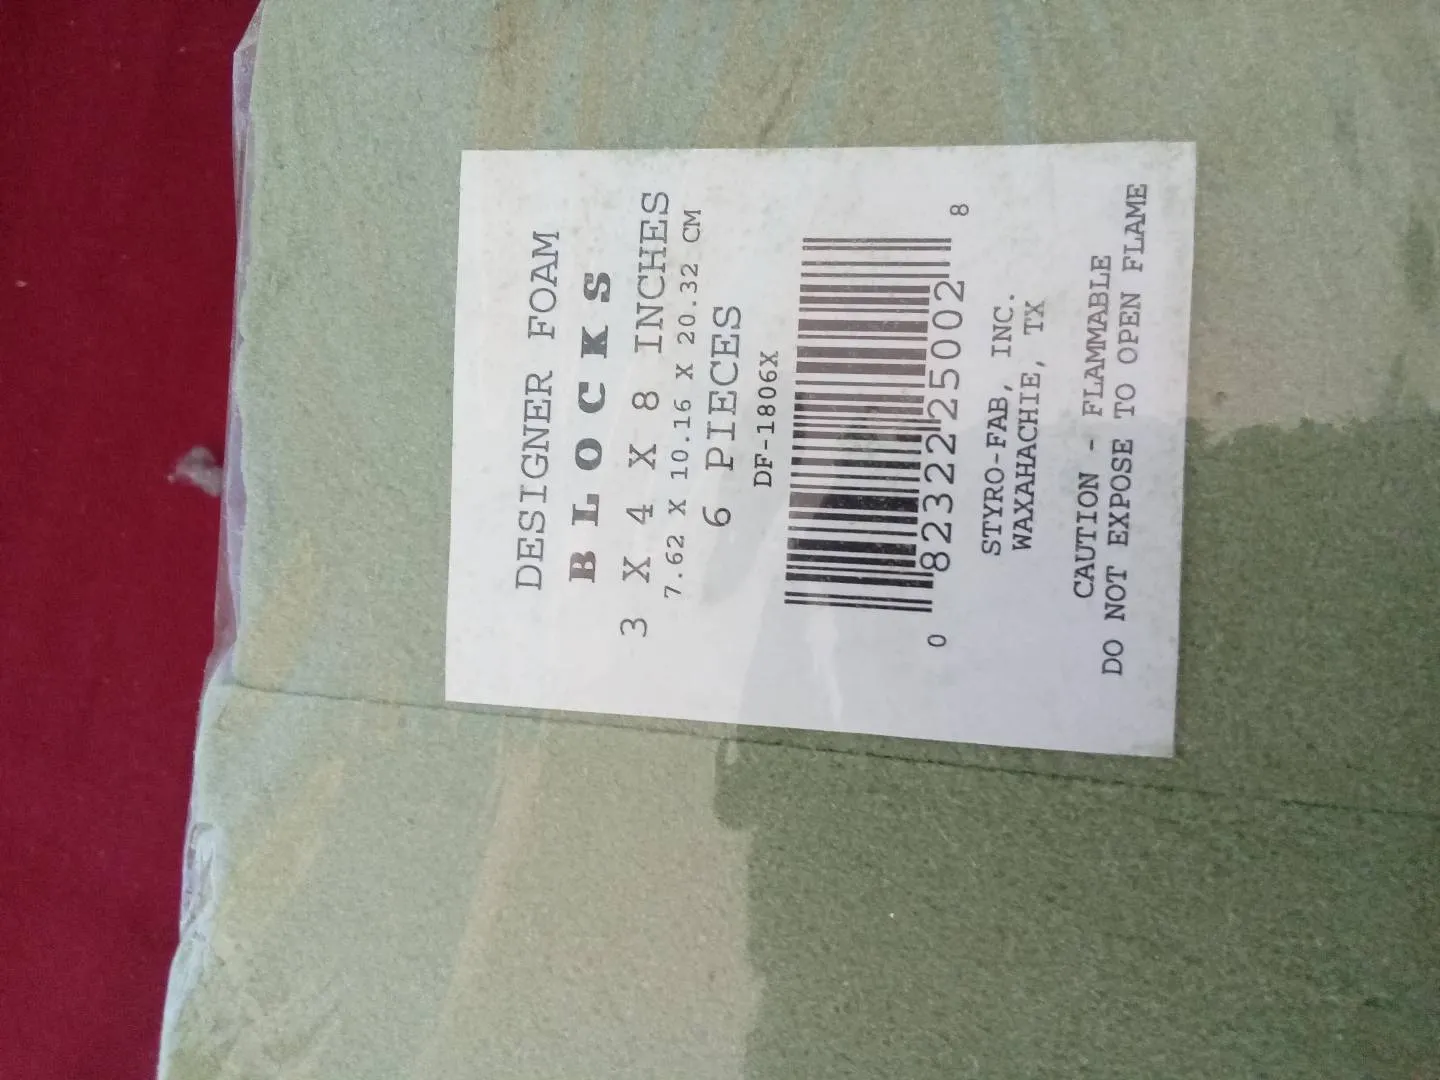 DESIGNER FOAM
BLOCKS
3 X 4 X 8 INCHES
7.62 X 10.16 X 20.32 CM
6 PIECES
DF-1806X
0 82322 25002 8
STYRO-FAB, INC.
WAXAHACHIE, TX
CAUTION - FLAMMABLE
DO NOT EXPOSE TO OPEN FLAME